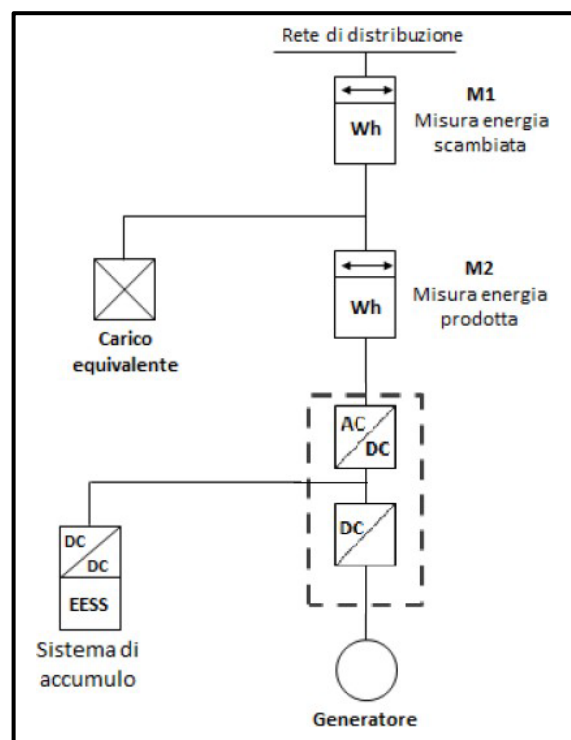 Rete di distribuzione
M1
Wh
Misura energia
scambiata
M2
Wh
Misura energia
prodotta
Carico
equivalente
AC
DC
DC
DC
DC
EESS
Sistema di
accumulo
Generatore